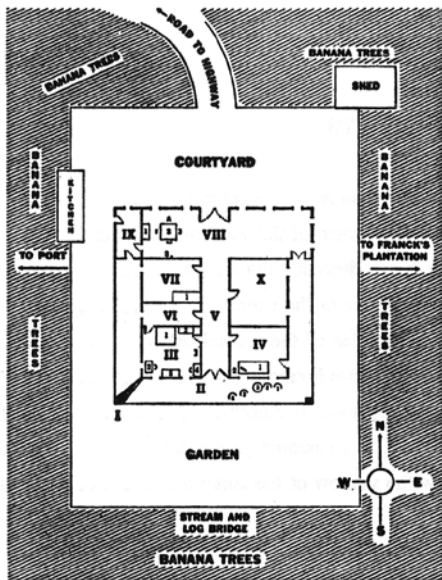 ROAD TO HIGHWAY
BANANA TREES
BANANA TREES
SHED
COURTYARD
BANANA
TREES
KITCHEN
BANANA
TREES
IX
VIII
TO PORT
TO FRANCK'S
PLANTATION
VII
X
VI
V
III
IV
II
I
GARDEN
N
W
E
S
STREAM AND
LOG BRIDGE
BANANA TREES